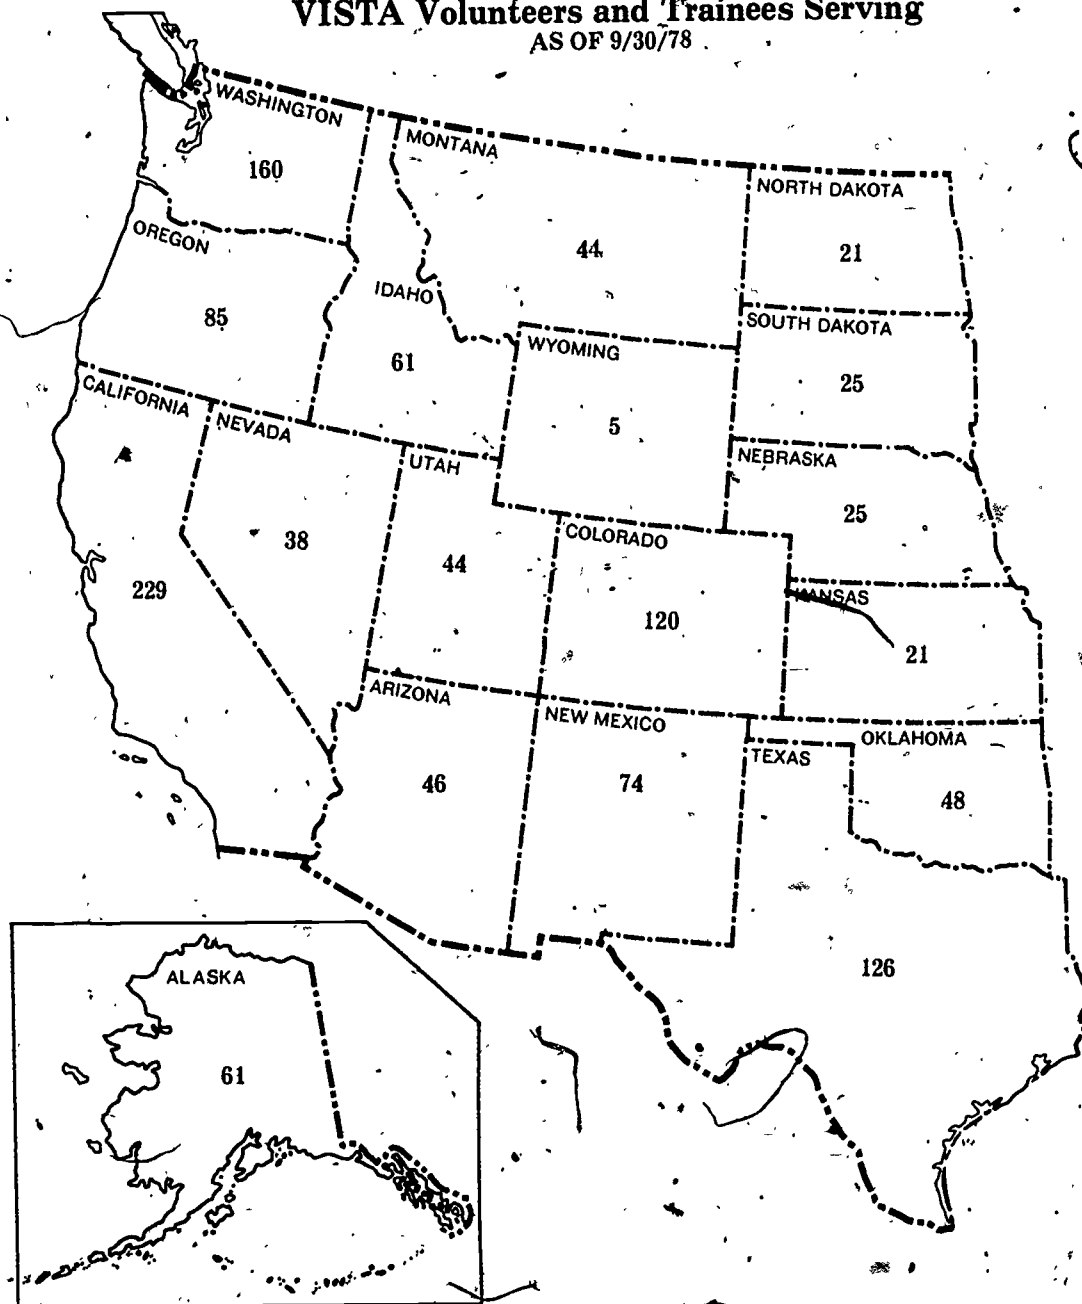 VISTA Volunteers and Trainees Serving
AS OF 9/30/78
WASHINGTON
160
MONTANA
44
NORTH DAKOTA
21
OREGON
85
IDAHO
61
SOUTH DAKOTA
25
WYOMING
5
CALIFORNIA
229
NEVADA
38
UTAH
44
NEBRASKA
25
COLORADO
120
KANSAS
21
ARIZONA
46
NEW MEXICO
74
OKLAHOMA
48
TEXAS
126
ALASKA
61